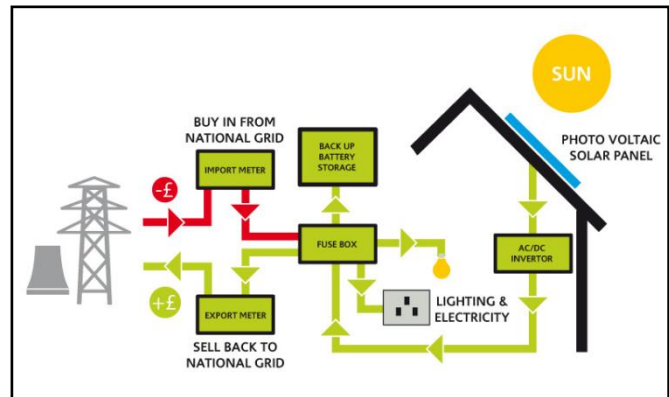 SUN
BUY IN FROM
NATIONAL GRID
IMPORT METER
BACK UP
BATTERY
STORAGE
PHOTO VOLTAIC
SOLAR PANEL
-£
FUSE BOX
AC/DC
INVERTOR
+£
EXPORT METER
LIGHTING &
ELECTRICITY
SELL BACK TO
NATIONAL GRID